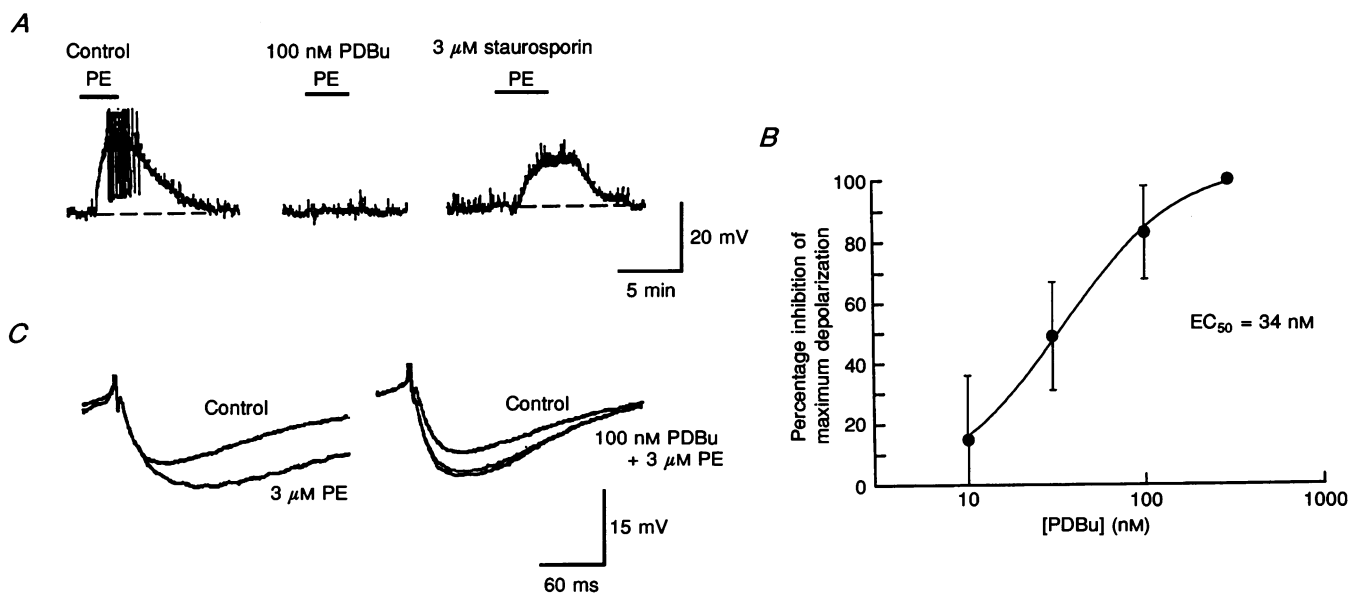 A
Control
PE
100 nM PDBu
PE
3 μM staurosporin
PE
20 mV
5 min
B
Percentage inhibition of
maximum depolarization
100
80
60
40
20
0
10
100
1000
[PDBu] (nM)
EC50 = 34 nM
C
Control
3 μM PE
Control
100 nM PDBu
+ 3 μM PE
15 mV
60 ms